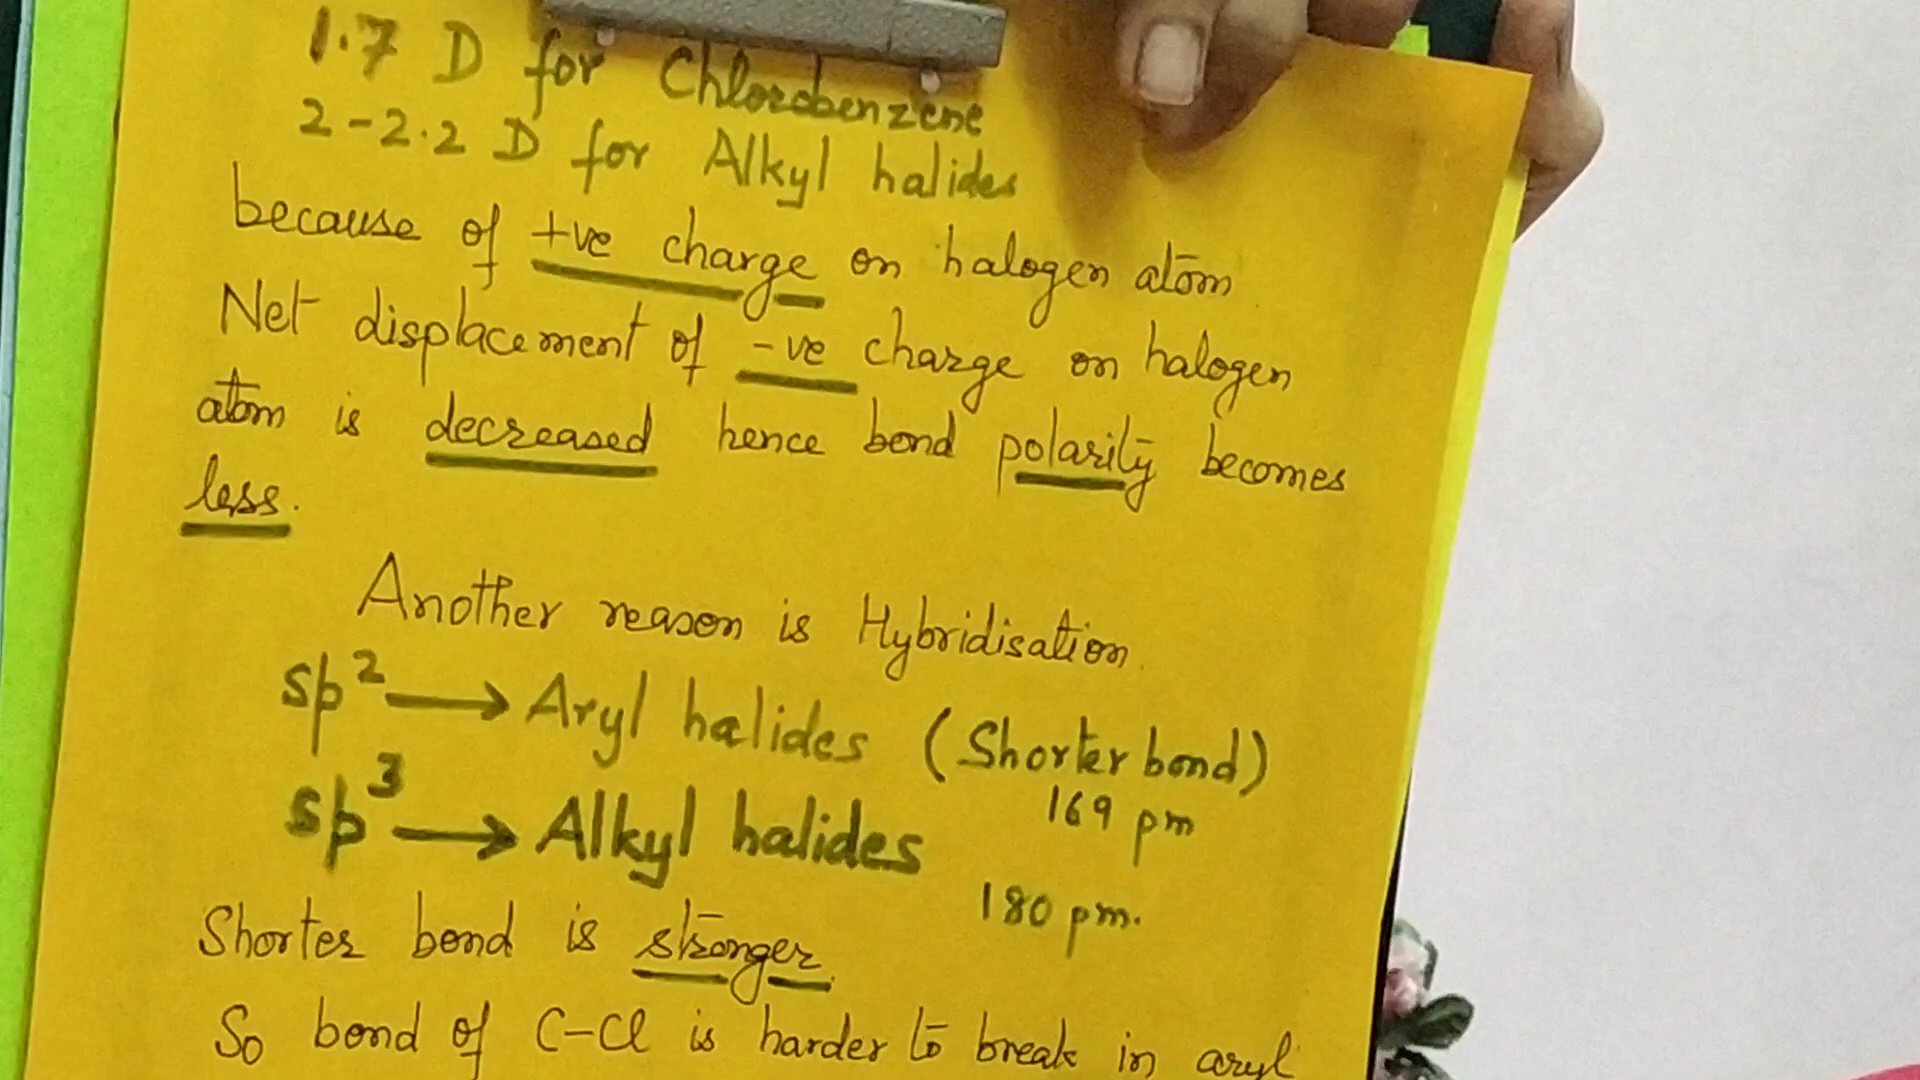 1.7 D for Chlorobenzene
2-2.2 D for Alkyl halides
because of +ve charge on halogen atom
Net displacement of -ve charge on halogen
atom is decreased hence bond polarity becomes
less.
Another reason is Hybridisation.
sp² → Aryl halides (Shorter bond)
169 pm
sp³ → Alkyl halides
180 pm.
Shorter bond is stronger.
So bond of C-Cl is harder to break in aryl